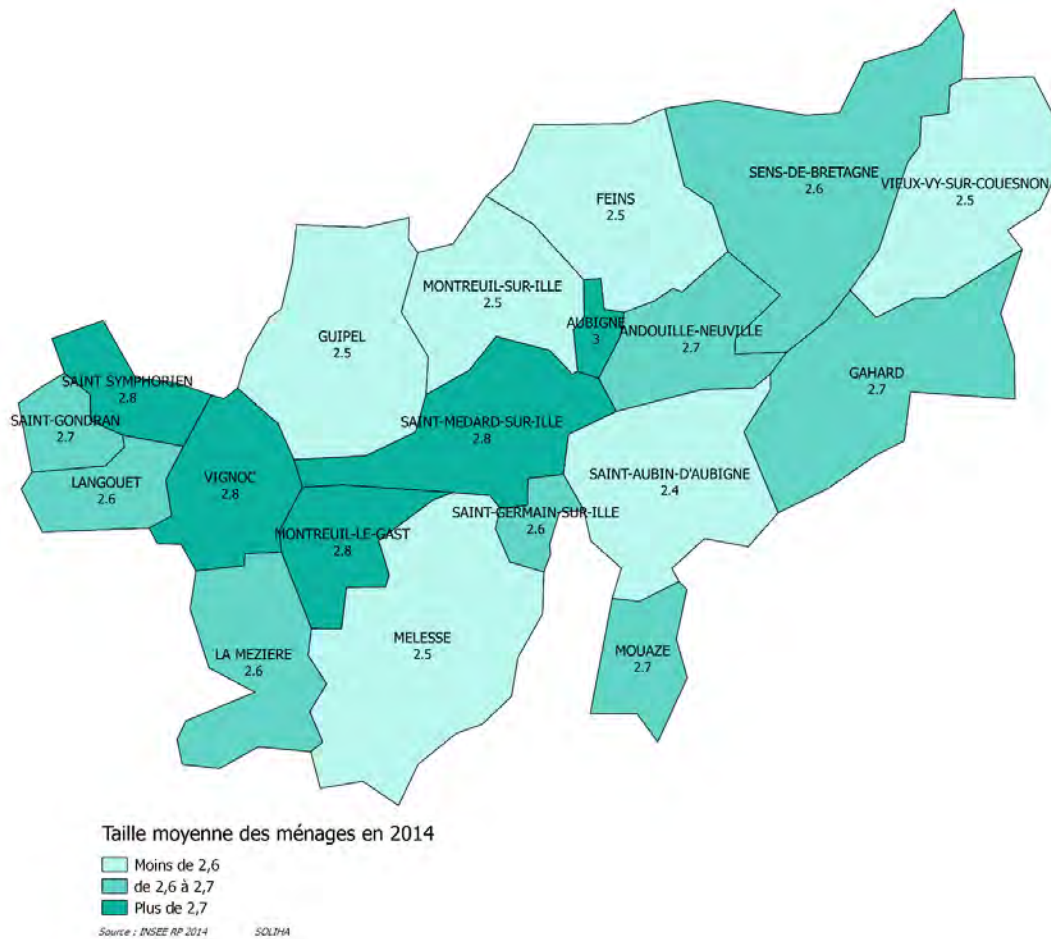 SENS-DE-BRETAGNE
2.6
VIEUX-VY-SUR-COUESNON
2.5
FEINS
2.5
MONTREUIL-SUR-ILLE
2.5
AUBIGNE
3
ANDOUILLE-NEUVILLE
2.7
GUIPEL
2.5
GAHARD
2.7
SAINT SYMPHORIEN
2.8
SAINT-GONDRAN
2.7
SAINT-MEDARD-SUR-ILLE
2.8
LANGOUET
2.6
VIGNOC
2.8
SAINT-AUBIN-D'AUBIGNE
2.4
SAINT-GERMAIN-SUR-ILLE
2.6
MONTREUIL-LE-GAST
2.8
LA MEZIERE
2.6
MELESSE
2.5
MOUAZE
2.7
Taille moyenne des ménages en 2014
Moins de 2,6
de 2,6 à 2,7
Plus de 2,7
Source : INSEE RP 2014 SOLIHA